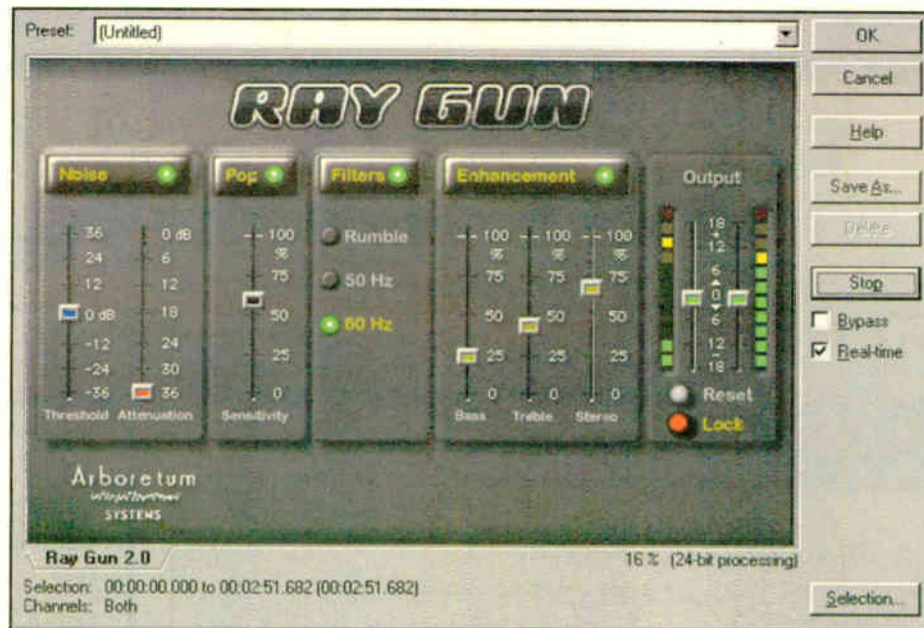 Preset: (Untitled)
OK
Cancel
Help
Save As...
Delete
Stop
Bypass
Real-time
RAY GUN
Noise
36 0 dB
24 6
12 12
0 dB 18
-12 24
-24 30
-36 36
Threshold Attenuation
Pop
100
%
75
50
25
0
Sensitivity
Filters
Rumble
50 Hz
60 Hz
Enhancement
100 100 100
% % %
75 75 75
50 50 50
25 25 25
0 0 0
Bass Treble Stereo
Output
18
+
12
6
0
6
12
-
18
Reset
Lock
Arboretum
SYSTEMS
Ray Gun 2.0
16 % (24-bit processing)
Selection: 00:00:00.000 to 00:02:51.682 (00:02:51.682)
Channels: Both
Selection...